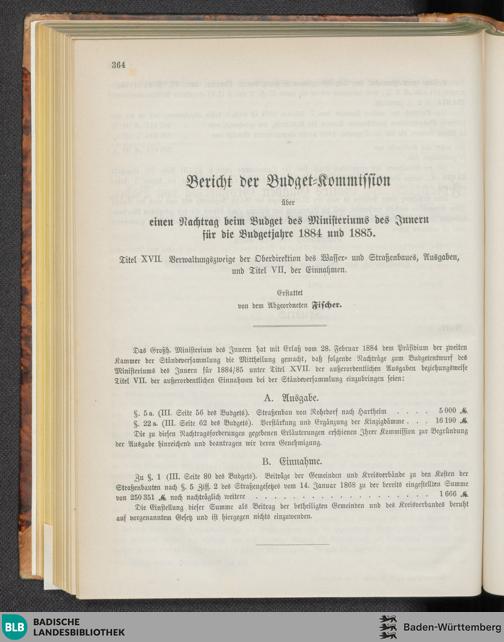 364
Bericht der Budget-Kommission
über
einen Nachtrag beim Budget des Ministeriums des Innern
für die Budgetjahre 1884 und 1885.
Titel XVII. Verwaltungszweige der Oberdirektion des Wasser- und Straßenbaues, Ausgaben,
und Titel VII, der Einnahmen.
Erstattet
von dem Abgeordneten Fischer.
Das Großh. Ministerium des Innern hat mit Erlaß vom 28. Februar 1884 dem Präsidium der zweiten
Kammer der Ständeversammlung die Mittheilung gemacht, daß folgende Nachträge zum Budgetentwurf des
Ministeriums des Innern für 1884/85 unter Titel XVII. der außerordentlichen Ausgaben beziehungsweise
Titel VII. der außerordentlichen Einnahmen bei der Ständeversammlung einzubringen seien:
A. Ausgabe.
§. 5a. (III. Seite 56 des Budgets). Straßenbau von Rohrdorf nach Hartheim . . . . 5 000 ℳ
§. 22a. (III. Seite 62 des Budgets). Verstärkung und Ergänzung der Kinzigdämme . . . 16 190 ℳ
Die zu diesen Nachtragsforderungen gegebenen Erläuterungen erschienen Ihrer Kommission zur Begründung
der Ausgabe hinreichend und beantragen wir deren Genehmigung.
B. Einnahme.
Zu §. 1 (III. Seite 80 des Budgets). Beiträge der Gemeinden und Kreisverbände zu den Kosten der
Straßenbauten nach §. 5 Ziff. 2 des Straßengesetzes vom 14. Januar 1868 zu der bereits eingestellten Summe
von 250 351 ℳ noch nachträglich weitere . . . . . . . . . . . . . . . . 1 666 ℳ
Die Einstellung dieser Summe als Beitrag der betheiligten Gemeinden und des Kreisverbandes beruht
auf vorgenanntem Gesetz und ist hiergegen nichts einzuwenden.
BLB BADISCHE
LANDESBIBLIOTHEK
Baden-Württemberg